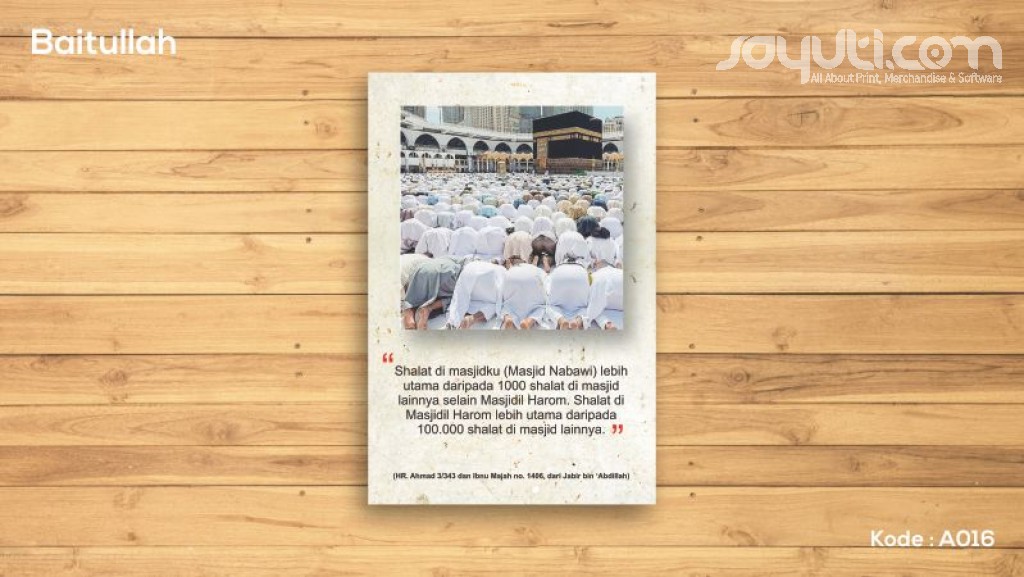 Baitullah
sayuti.com
All About Print, Merchandise & Software
“
Shalat di masjidku (Masjid Nabawi) lebih
utama daripada 1000 shalat di masjid
lainnya selain Masjidil Harom. Shalat di
Masjidil Harom lebih utama daripada
100.000 shalat di masjid lainnya. ”
(HR. Ahmad 3/343 dan Ibnu Majah no. 1406, dari Jabir bin ‘Abdillah)
Kode : A016